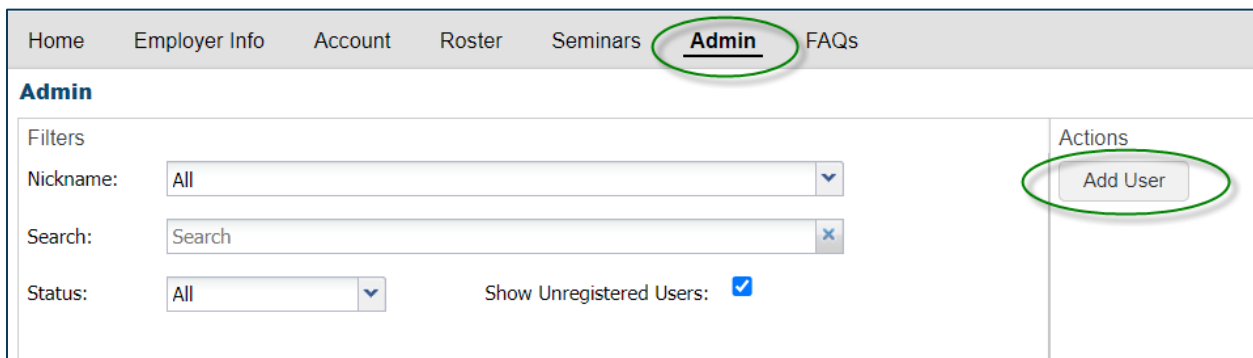 Home Employer Info Account Roster Seminars Admin FAQs
Admin
Filters
Actions
Nickname: All
Add User
Search: Search
Status: All Show Unregistered Users: